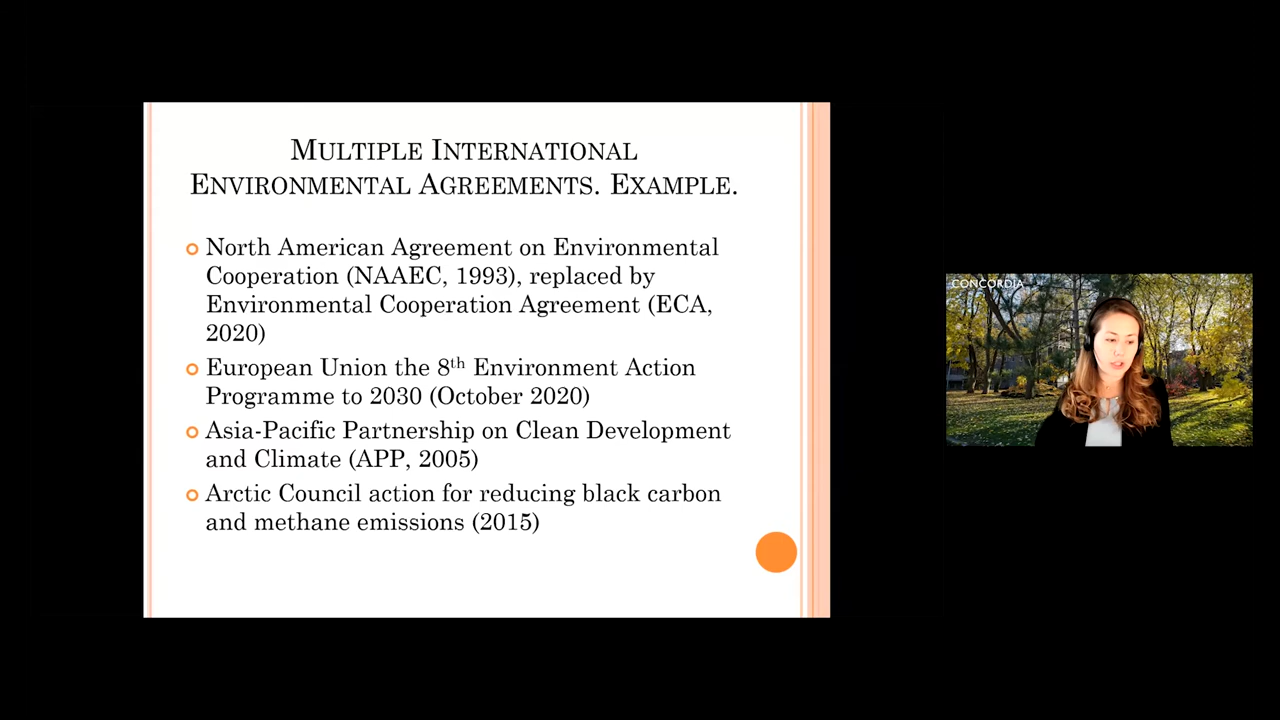 MULTIPLE INTERNATIONAL
ENVIRONMENTAL AGREEMENTS. EXAMPLE.
North American Agreement on Environmental
Cooperation (NAAEC, 1993), replaced by
Environmental Cooperation Agreement (ECA,
2020)
European Union the 8th Environment Action
Programme to 2030 (October 2020)
Asia-Pacific Partnership on Clean Development
and Climate (APP, 2005)
Arctic Council action for reducing black carbon
and methane emissions (2015)
CONCORDIA